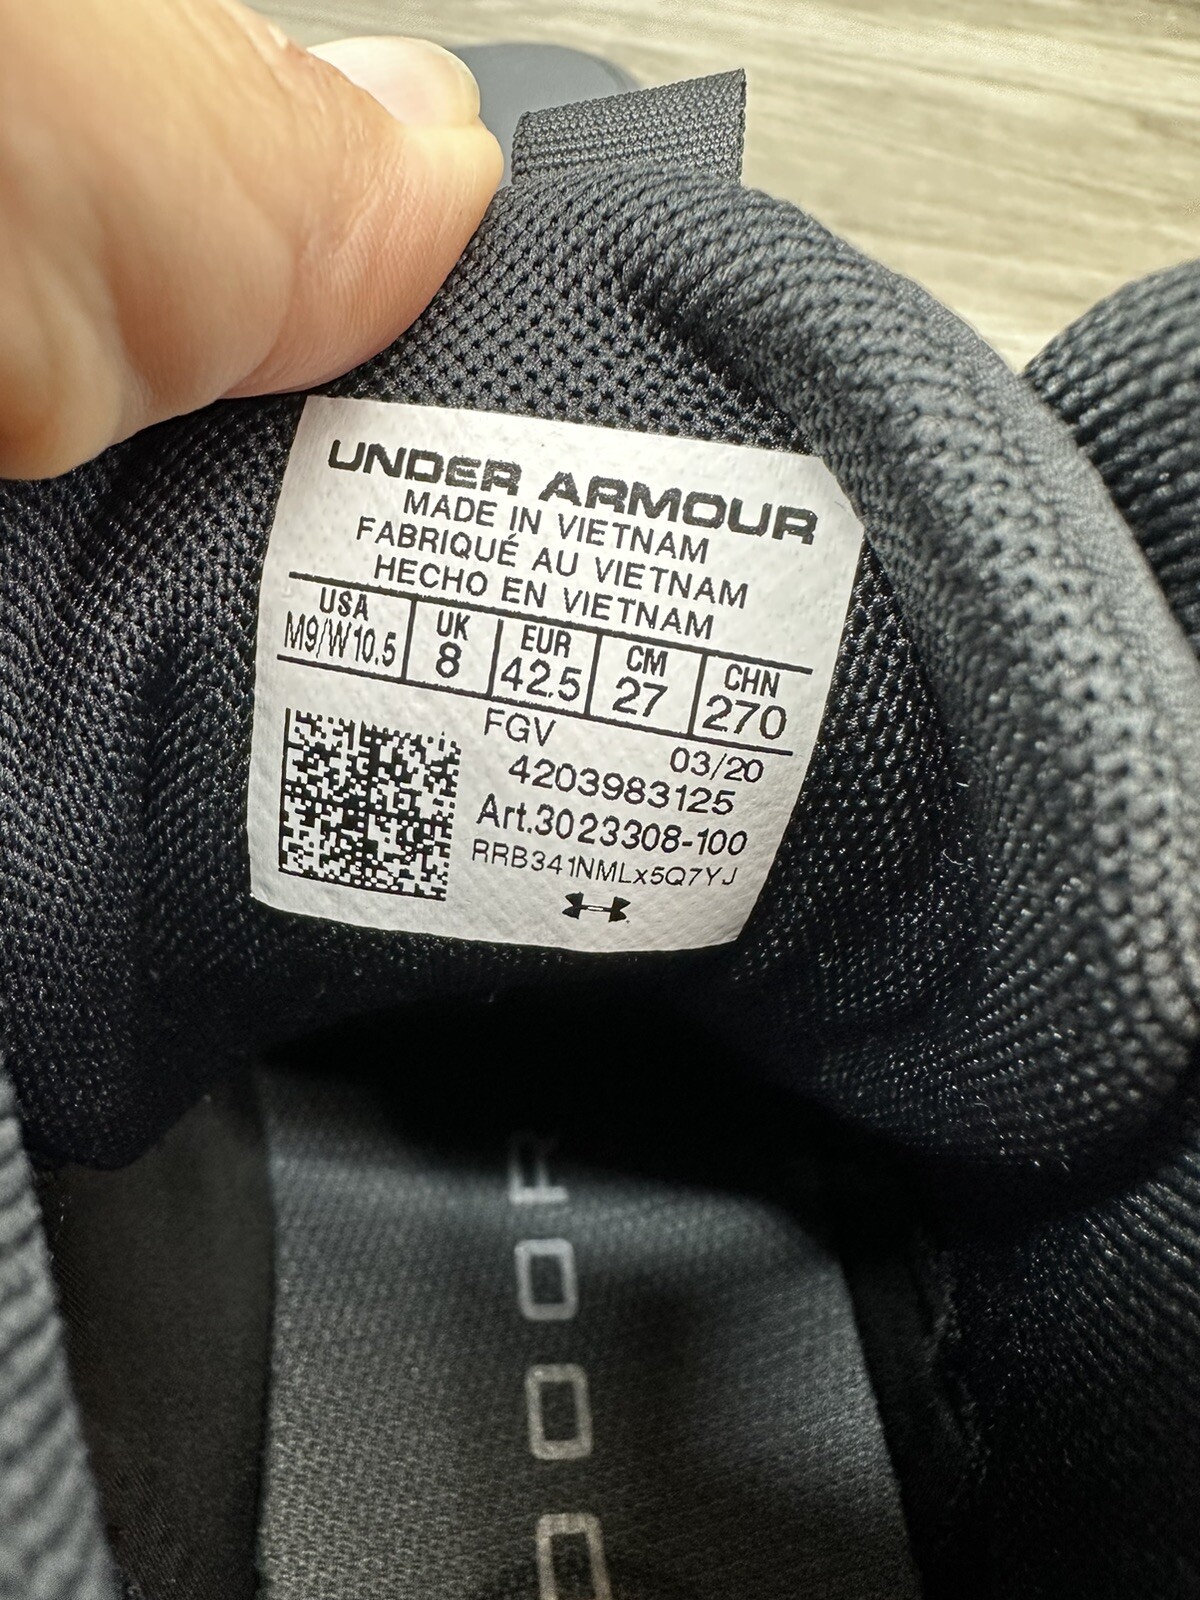 UNDER ARMOUR
MADE IN VIETNAM
FABRIQUÉ AU VIETNAM
HECHO EN VIETNAM
USA UK EUR CM CHN
M9/W10.5 8 42.5 27 270
FGV 03/20
4203983125
Art.3023308-100
RRB341NMLx5Q7YJ